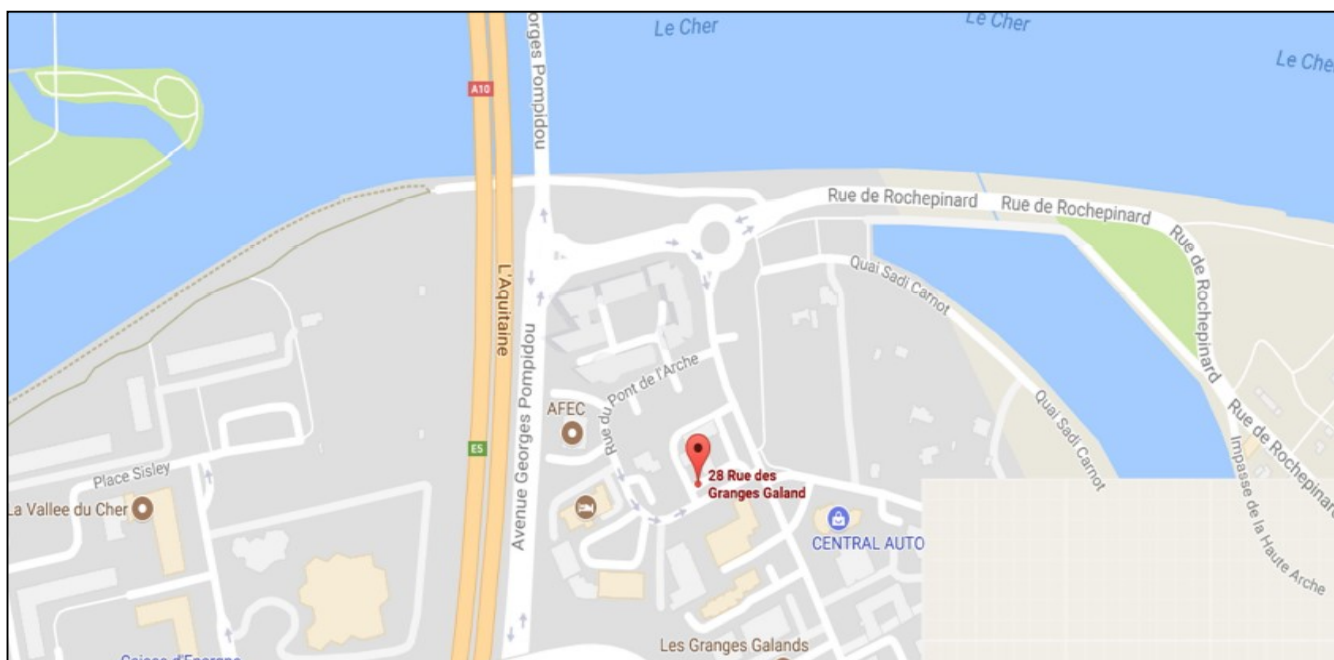 Le Cher
Le Cher
Le Cher
orges Pompidou
A10
Rue de Rochepinard
Rue de Rochepinard
Rue de Rochepinard
Quai Sadi Carnot
L'Aquitaine
Avenue Georges Pompidou
Rue du Pont de l'Arche
AFEC
E5
Place Sisley
La Vallee du Cher
28 Rue des
Granges Galand
CENTRAL AUTO
Quai Sadi Carnot
Rue de Rochepinard
Impasse de la Haute Arche
Les Granges Galands